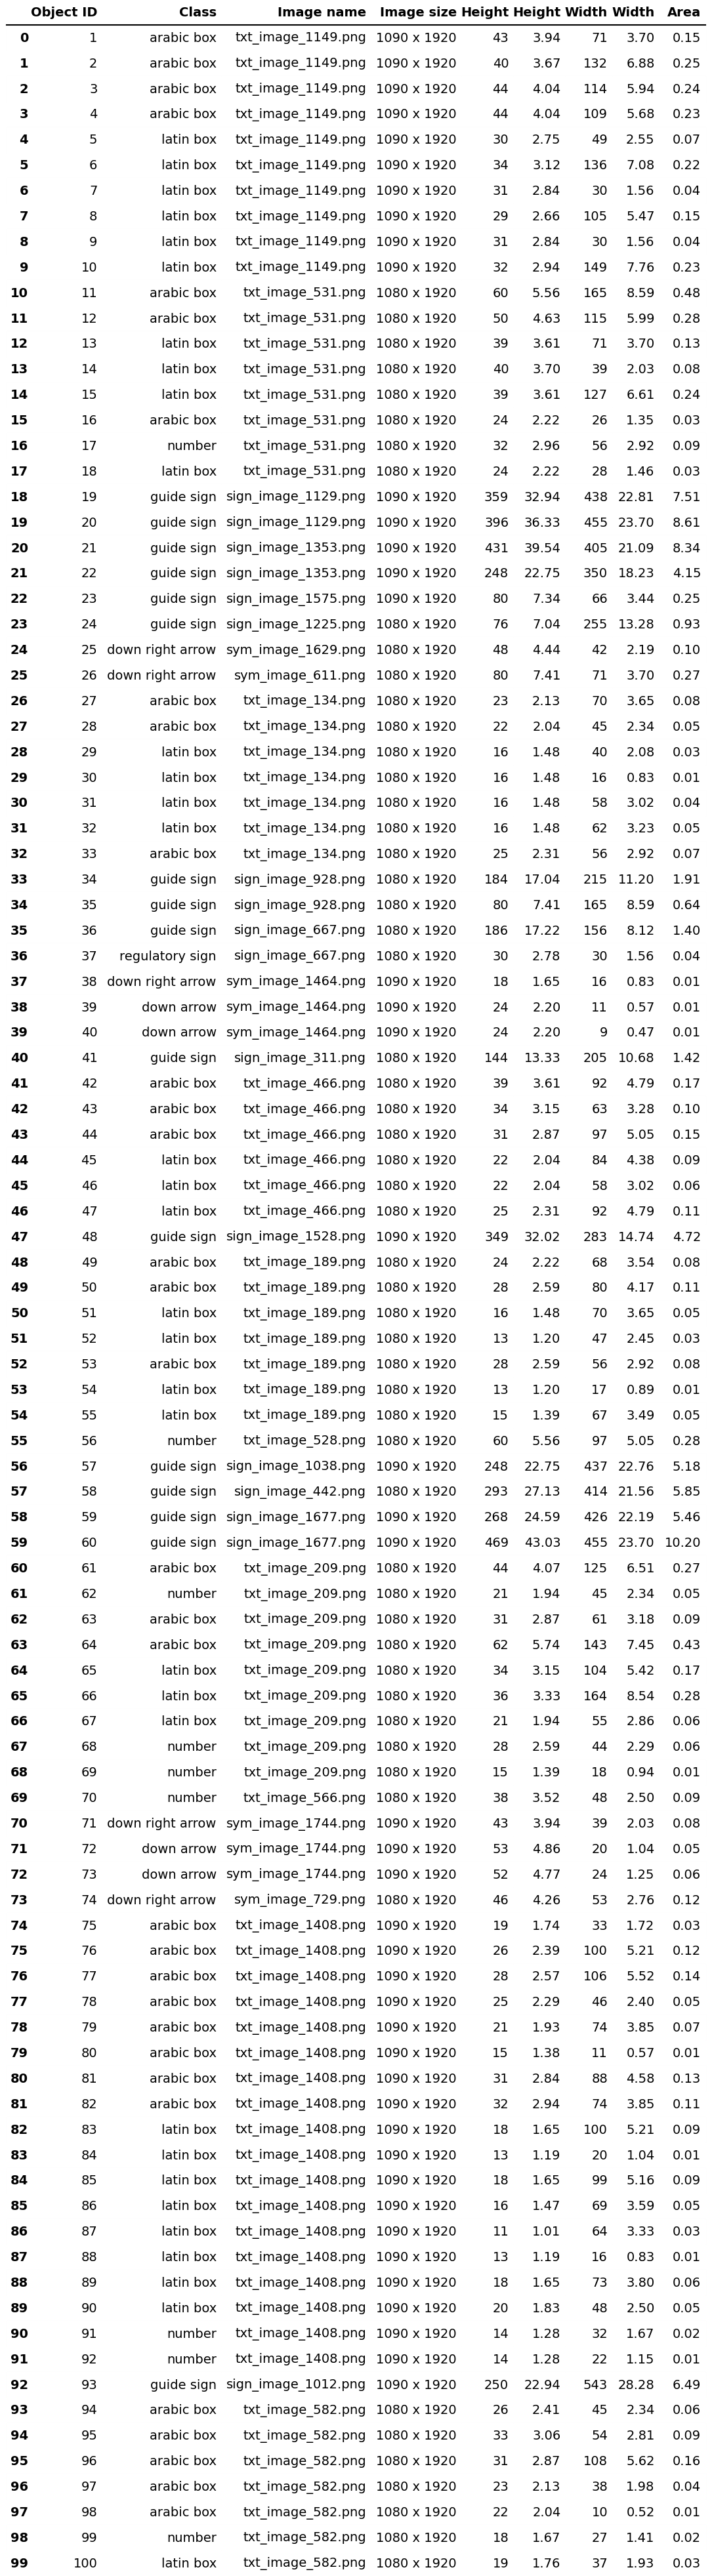 Object ID Class Image name Image size Height Height Width Width Area
0 1 arabic box txt_image_1149.png 1090 x 1920 43 3.94 71 3.70 0.15
1 2 arabic box txt_image_1149.png 1090 x 1920 40 3.67 132 6.88 0.25
2 3 arabic box txt_image_1149.png 1090 x 1920 44 4.04 114 5.94 0.24
3 4 arabic box txt_image_1149.png 1090 x 1920 44 4.04 109 5.68 0.23
4 5 latin box txt_image_1149.png 1090 x 1920 30 2.75 49 2.55 0.07
5 6 latin box txt_image_1149.png 1090 x 1920 34 3.12 136 7.08 0.22
6 7 latin box txt_image_1149.png 1090 x 1920 31 2.84 30 1.56 0.04
7 8 latin box txt_image_1149.png 1090 x 1920 29 2.66 105 5.47 0.15
8 9 latin box txt_image_1149.png 1090 x 1920 31 2.84 30 1.56 0.04
9 10 latin box txt_image_1149.png 1090 x 1920 32 2.94 149 7.76 0.23
10 11 arabic box txt_image_531.png 1080 x 1920 60 5.56 165 8.59 0.48
11 12 arabic box txt_image_531.png 1080 x 1920 50 4.63 115 5.99 0.28
12 13 latin box txt_image_531.png 1080 x 1920 39 3.61 71 3.70 0.13
13 14 latin box txt_image_531.png 1080 x 1920 40 3.70 39 2.03 0.08
14 15 latin box txt_image_531.png 1080 x 1920 39 3.61 127 6.61 0.24
15 16 arabic box txt_image_531.png 1080 x 1920 24 2.22 26 1.35 0.03
16 17 number txt_image_531.png 1080 x 1920 32 2.96 56 2.92 0.09
17 18 latin box txt_image_531.png 1080 x 1920 24 2.22 28 1.46 0.03
18 19 guide sign sign_image_1129.png 1090 x 1920 359 32.94 438 22.81 7.51
19 20 guide sign sign_image_1129.png 1090 x 1920 396 36.33 455 23.70 8.61
20 21 guide sign sign_image_1353.png 1090 x 1920 431 39.54 405 21.09 8.34
21 22 guide sign sign_image_1353.png 1090 x 1920 248 22.75 350 18.23 4.15
22 23 guide sign sign_image_1575.png 1090 x 1920 80 7.34 66 3.44 0.25
23 24 guide sign sign_image_1225.png 1080 x 1920 76 7.04 255 13.28 0.93
24 25 down right arrow sym_image_1629.png 1080 x 1920 48 4.44 42 2.19 0.10
25 26 down right arrow sym_image_611.png 1080 x 1920 80 7.41 71 3.70 0.27
26 27 arabic box txt_image_134.png 1080 x 1920 23 2.13 70 3.65 0.08
27 28 arabic box txt_image_134.png 1080 x 1920 22 2.04 45 2.34 0.05
28 29 latin box txt_image_134.png 1080 x 1920 16 1.48 40 2.08 0.03
29 30 latin box txt_image_134.png 1080 x 1920 16 1.48 16 0.83 0.01
30 31 latin box txt_image_134.png 1080 x 1920 16 1.48 58 3.02 0.04
31 32 latin box txt_image_134.png 1080 x 1920 16 1.48 62 3.23 0.05
32 33 arabic box txt_image_134.png 1080 x 1920 25 2.31 56 2.92 0.07
33 34 guide sign sign_image_928.png 1080 x 1920 184 17.04 215 11.20 1.91
34 35 guide sign sign_image_928.png 1080 x 1920 80 7.41 165 8.59 0.64
35 36 guide sign sign_image_667.png 1080 x 1920 186 17.22 156 8.12 1.40
36 37 regulatory sign sign_image_667.png 1080 x 1920 30 2.78 30 1.56 0.04
37 38 down right arrow sym_image_1464.png 1090 x 1920 18 1.65 16 0.83 0.01
38 39 down arrow sym_image_1464.png 1090 x 1920 24 2.20 11 0.57 0.01
39 40 down arrow sym_image_1464.png 1090 x 1920 24 2.20 9 0.47 0.01
40 41 guide sign sign_image_311.png 1080 x 1920 144 13.33 205 10.68 1.42
41 42 arabic box txt_image_466.png 1080 x 1920 39 3.61 92 4.79 0.17
42 43 arabic box txt_image_466.png 1080 x 1920 34 3.15 63 3.28 0.10
43 44 arabic box txt_image_466.png 1080 x 1920 31 2.87 97 5.05 0.15
44 45 latin box txt_image_466.png 1080 x 1920 22 2.04 84 4.38 0.09
45 46 latin box txt_image_466.png 1080 x 1920 22 2.04 58 3.02 0.06
46 47 latin box txt_image_466.png 1080 x 1920 25 2.31 92 4.79 0.11
47 48 guide sign sign_image_1528.png 1090 x 1920 349 32.02 283 14.74 4.72
48 49 arabic box txt_image_189.png 1080 x 1920 24 2.22 68 3.54 0.08
49 50 arabic box txt_image_189.png 1080 x 1920 28 2.59 80 4.17 0.11
50 51 latin box txt_image_189.png 1080 x 1920 16 1.48 70 3.65 0.05
51 52 latin box txt_image_189.png 1080 x 1920 13 1.20 47 2.45 0.03
52 53 arabic box txt_image_189.png 1080 x 1920 28 2.59 56 2.92 0.08
53 54 latin box txt_image_189.png 1080 x 1920 13 1.20 17 0.89 0.01
54 55 latin box txt_image_189.png 1080 x 1920 15 1.39 67 3.49 0.05
55 56 number txt_image_528.png 1080 x 1920 60 5.56 97 5.05 0.28
56 57 guide sign sign_image_1038.png 1090 x 1920 248 22.75 437 22.76 5.18
57 58 guide sign sign_image_442.png 1080 x 1920 293 27.13 414 21.56 5.85
58 59 guide sign sign_image_1677.png 1090 x 1920 268 24.59 426 22.19 5.46
59 60 guide sign sign_image_1677.png 1090 x 1920 469 43.03 455 23.70 10.20
60 61 arabic box txt_image_209.png 1080 x 1920 44 4.07 125 6.51 0.27
61 62 number txt_image_209.png 1080 x 1920 21 1.94 45 2.34 0.05
62 63 arabic box txt_image_209.png 1080 x 1920 31 2.87 61 3.18 0.09
63 64 arabic box txt_image_209.png 1080 x 1920 62 5.74 143 7.45 0.43
64 65 latin box txt_image_209.png 1080 x 1920 34 3.15 104 5.42 0.17
65 66 latin box txt_image_209.png 1080 x 1920 36 3.33 164 8.54 0.28
66 67 latin box txt_image_209.png 1080 x 1920 21 1.94 55 2.86 0.06
67 68 number txt_image_209.png 1080 x 1920 28 2.59 44 2.29 0.06
68 69 number txt_image_209.png 1080 x 1920 15 1.39 18 0.94 0.01
69 70 number txt_image_566.png 1080 x 1920 38 3.52 48 2.50 0.09
70 71 down right arrow sym_image_1744.png 1090 x 1920 43 3.94 39 2.03 0.08
71 72 down arrow sym_image_1744.png 1090 x 1920 53 4.86 20 1.04 0.05
72 73 down arrow sym_image_1744.png 1090 x 1920 52 4.77 24 1.25 0.06
73 74 down right arrow sym_image_729.png 1080 x 1920 46 4.26 53 2.76 0.12
74 75 arabic box txt_image_1408.png 1090 x 1920 19 1.74 33 1.72 0.03
75 76 arabic box txt_image_1408.png 1090 x 1920 26 2.39 100 5.21 0.12
76 77 arabic box txt_image_1408.png 1090 x 1920 28 2.57 106 5.52 0.14
77 78 arabic box txt_image_1408.png 1090 x 1920 25 2.29 46 2.40 0.05
78 79 arabic box txt_image_1408.png 1090 x 1920 21 1.93 74 3.85 0.07
79 80 arabic box txt_image_1408.png 1090 x 1920 15 1.38 11 0.57 0.01
80 81 arabic box txt_image_1408.png 1090 x 1920 31 2.84 88 4.58 0.13
81 82 arabic box txt_image_1408.png 1090 x 1920 32 2.94 74 3.85 0.11
82 83 latin box txt_image_1408.png 1090 x 1920 18 1.65 100 5.21 0.09
83 84 latin box txt_image_1408.png 1090 x 1920 13 1.19 20 1.04 0.01
84 85 latin box txt_image_1408.png 1090 x 1920 18 1.65 99 5.16 0.09
85 86 latin box txt_image_1408.png 1090 x 1920 16 1.47 69 3.59 0.05
86 87 latin box txt_image_1408.png 1090 x 1920 11 1.01 64 3.33 0.03
87 88 latin box txt_image_1408.png 1090 x 1920 13 1.19 16 0.83 0.01
88 89 latin box txt_image_1408.png 1090 x 1920 18 1.65 73 3.80 0.06
89 90 latin box txt_image_1408.png 1090 x 1920 20 1.83 48 2.50 0.05
90 91 number txt_image_1408.png 1090 x 1920 14 1.28 32 1.67 0.02
91 92 number txt_image_1408.png 1090 x 1920 14 1.28 22 1.15 0.01
92 93 guide sign sign_image_1012.png 1090 x 1920 250 22.94 543 28.28 6.49
93 94 arabic box txt_image_582.png 1080 x 1920 26 2.41 45 2.34 0.06
94 95 arabic box txt_image_582.png 1080 x 1920 33 3.06 54 2.81 0.09
95 96 arabic box txt_image_582.png 1080 x 1920 31 2.87 108 5.62 0.16
96 97 arabic box txt_image_582.png 1080 x 1920 23 2.13 38 1.98 0.04
97 98 arabic box txt_image_582.png 1080 x 1920 22 2.04 10 0.52 0.01
98 99 number txt_image_582.png 1080 x 1920 18 1.67 27 1.41 0.02
99 100 latin box txt_image_582.png 1080 x 1920 19 1.76 37 1.93 0.03